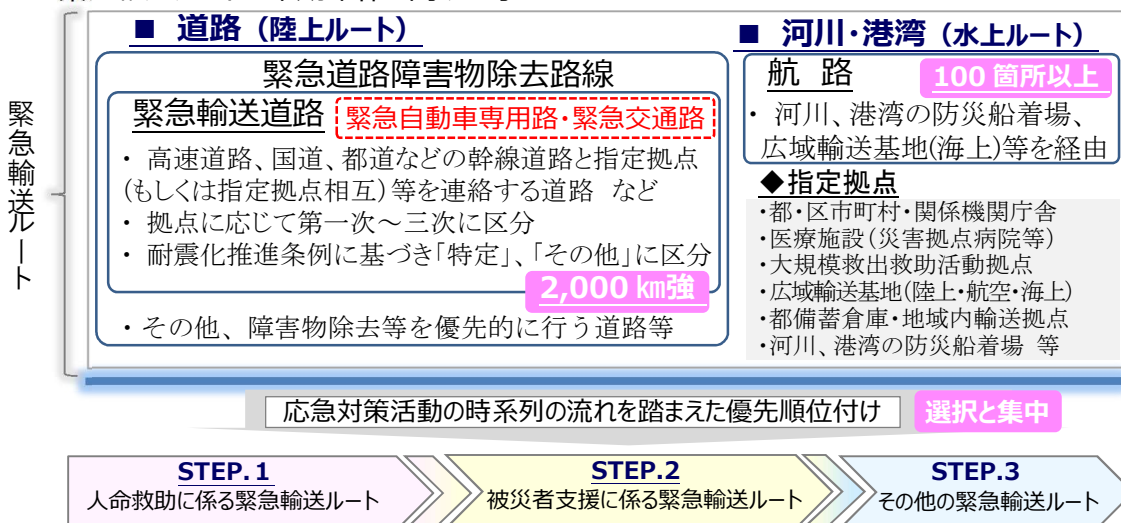 ■ 道路（陸上ルート）
緊急道路障害物除去路線
緊急輸送道路 緊急自動車専用路・緊急交通路
・ 高速道路、国道、都道などの幹線道路と指定拠点
(もしくは指定拠点相互)等を連絡する道路 など
・ 拠点に応じて第一次～三次に区分
・ 耐震化推進条例に基づき「特定」、「その他」に区分
2,000 ㎞強
・その他、障害物除去等を優先的に行う道路等
■ 河川・港湾（水上ルート）
航 路 100 箇所以上
・ 河川、港湾の防災船着場、
広域輸送基地(海上)等を経由
◆指定拠点
・都・区市町村・関係機関庁舎
・医療施設(災害拠点病院等)
・大規模救出救助活動拠点
・広域輸送基地(陸上・航空・海上)
・都備蓄倉庫・地域内輸送拠点
・河川、港湾の防災船着場 等
緊急輸送ルート
応急対策活動の時系列の流れを踏まえた優先順位付け 選択と集中
STEP.1
人命救助に係る緊急輸送ルート
STEP.2
被災者支援に係る緊急輸送ルート
STEP.3
その他の緊急輸送ルート